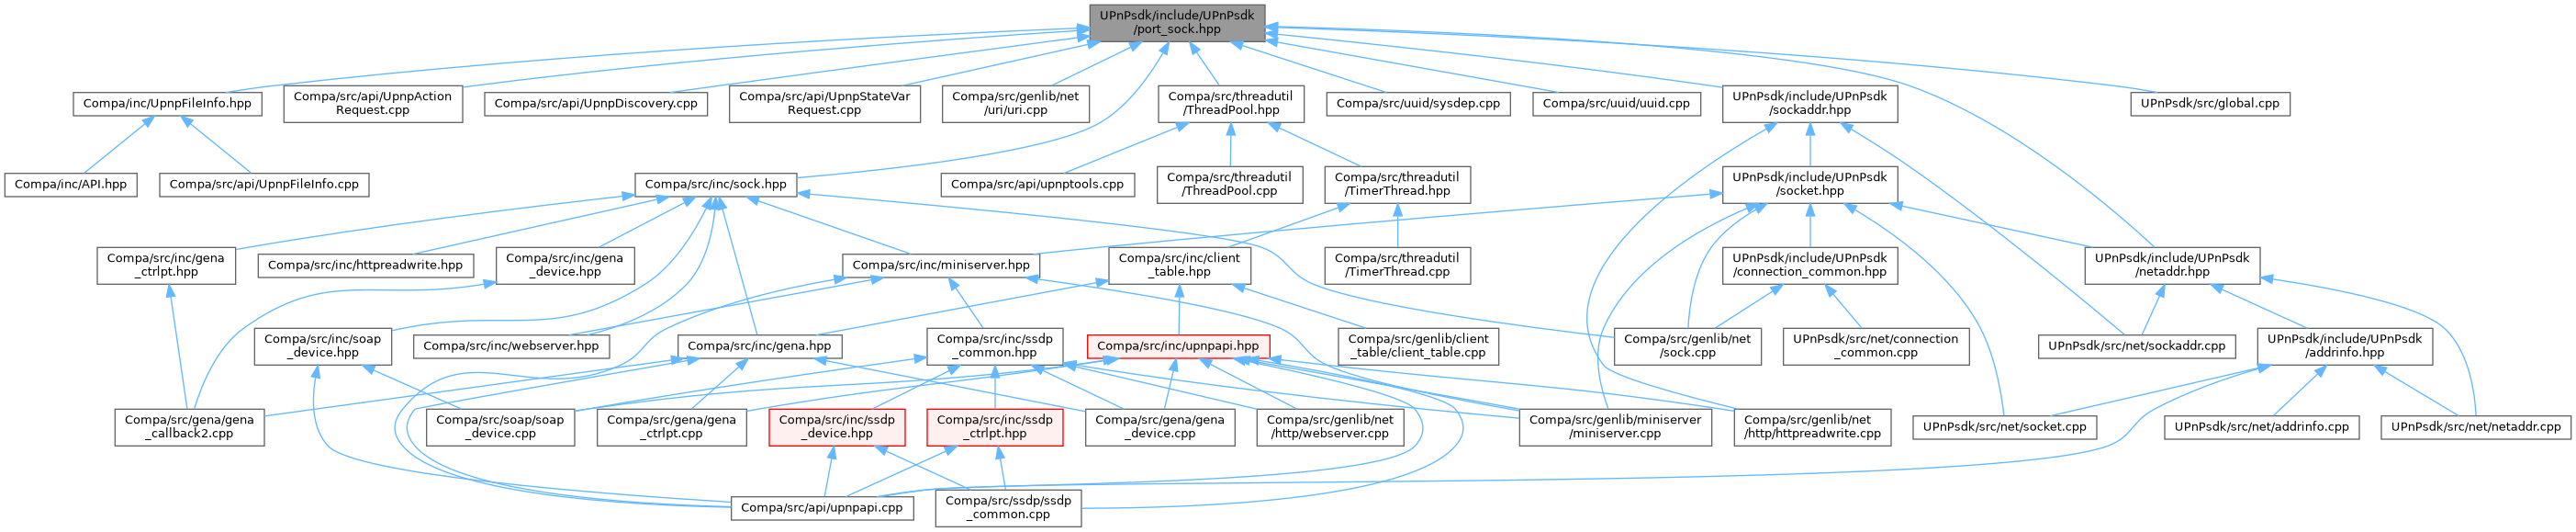 UPnPsdk/include/UPnPsdk
/port_sock.hpp
Compa/inc/UpnpFileInfo.hpp
Compa/src/api/UpnpAction
Request.cpp
Compa/src/api/UpnpDiscovery.cpp
Compa/src/api/UpnpStateVar
Request.cpp
Compa/src/genlib/net
/uri/uri.cpp
Compa/src/threadutil
/ThreadPool.hpp
Compa/src/uuid/sysdep.cpp
Compa/src/uuid/uuid.cpp
UPnPsdk/include/UPnPsdk
/sockaddr.hpp
UPnPsdk/src/global.cpp
Compa/inc/API.hpp
Compa/src/api/UpnpFileInfo.cpp
Compa/src/inc/sock.hpp
Compa/src/api/upnptools.cpp
Compa/src/threadutil
/ThreadPool.cpp
Compa/src/threadutil
/TimerThread.hpp
UPnPsdk/include/UPnPsdk
/socket.hpp
Compa/src/inc/gena
_ctrlpt.hpp
Compa/src/inc/httpreadwrite.hpp
Compa/src/inc/gena
_device.hpp
Compa/src/inc/miniserver.hpp
Compa/src/inc/client
_table.hpp
Compa/src/threadutil
/TimerThread.cpp
UPnPsdk/include/UPnPsdk
/connection_common.hpp
UPnPsdk/include/UPnPsdk
/netaddr.hpp
Compa/src/inc/soap
_device.hpp
Compa/src/inc/webserver.hpp
Compa/src/inc/gena.hpp
Compa/src/inc/ssdp
_common.hpp
Compa/src/inc/upnpapi.hpp
Compa/src/genlib/client
_table/client_table.cpp
Compa/src/genlib/net
/sock.cpp
UPnPsdk/src/net/connection
_common.cpp
UPnPsdk/src/net/sockaddr.cpp
UPnPsdk/include/UPnPsdk
/addrinfo.hpp
Compa/src/gena/gena
_callback2.cpp
Compa/src/soap/soap
_device.cpp
Compa/src/gena/gena
_ctrlpt.cpp
Compa/src/inc/ssdp
_device.hpp
Compa/src/inc/ssdp
_ctrlpt.hpp
Compa/src/gena/gena
_device.cpp
Compa/src/genlib/net
/http/webserver.cpp
Compa/src/genlib/miniserver
/miniserver.cpp
Compa/src/genlib/net
/http/httpreadwrite.cpp
UPnPsdk/src/net/socket.cpp
UPnPsdk/src/net/addrinfo.cpp
UPnPsdk/src/net/netaddr.cpp
Compa/src/api/upnpapi.cpp
Compa/src/ssdp/ssdp
_common.cpp